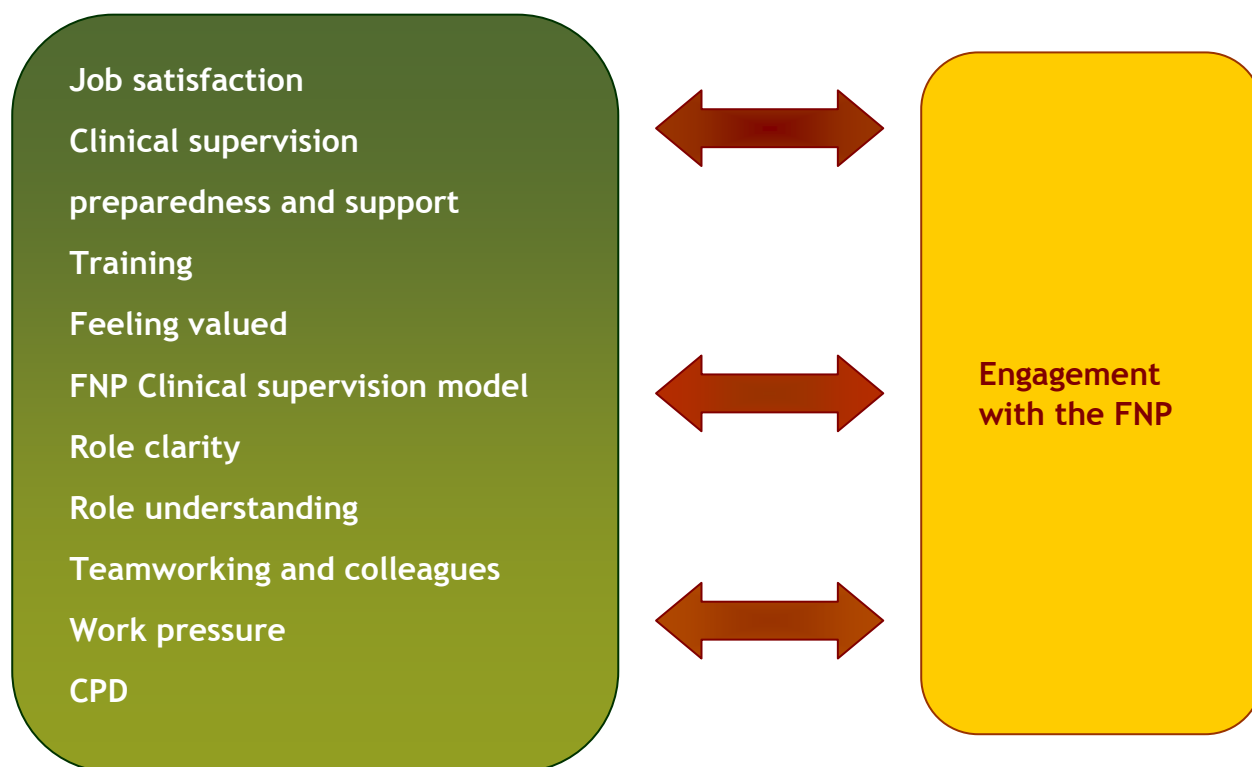 Job satisfaction
Clinical supervision
preparedness and support
Training
Feeling valued
FNP Clinical supervision model
Role clarity
Role understanding
Teamworking and colleagues
Work pressure
CPD
Engagement
with the FNP